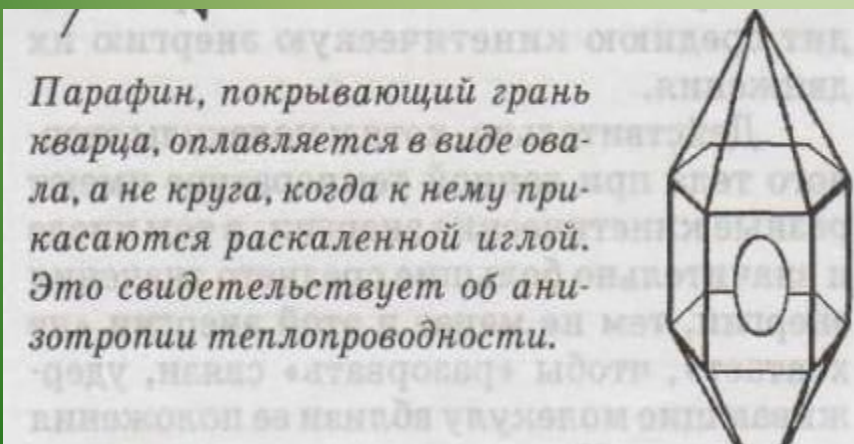 Парафин, покрывающий грань
кварца, оплавляется в виде ова-
ла, а не круга, когда к нему при-
касаются раскаленной иглой.
Это свидетельствует об ани-
зотропии теплопроводности.